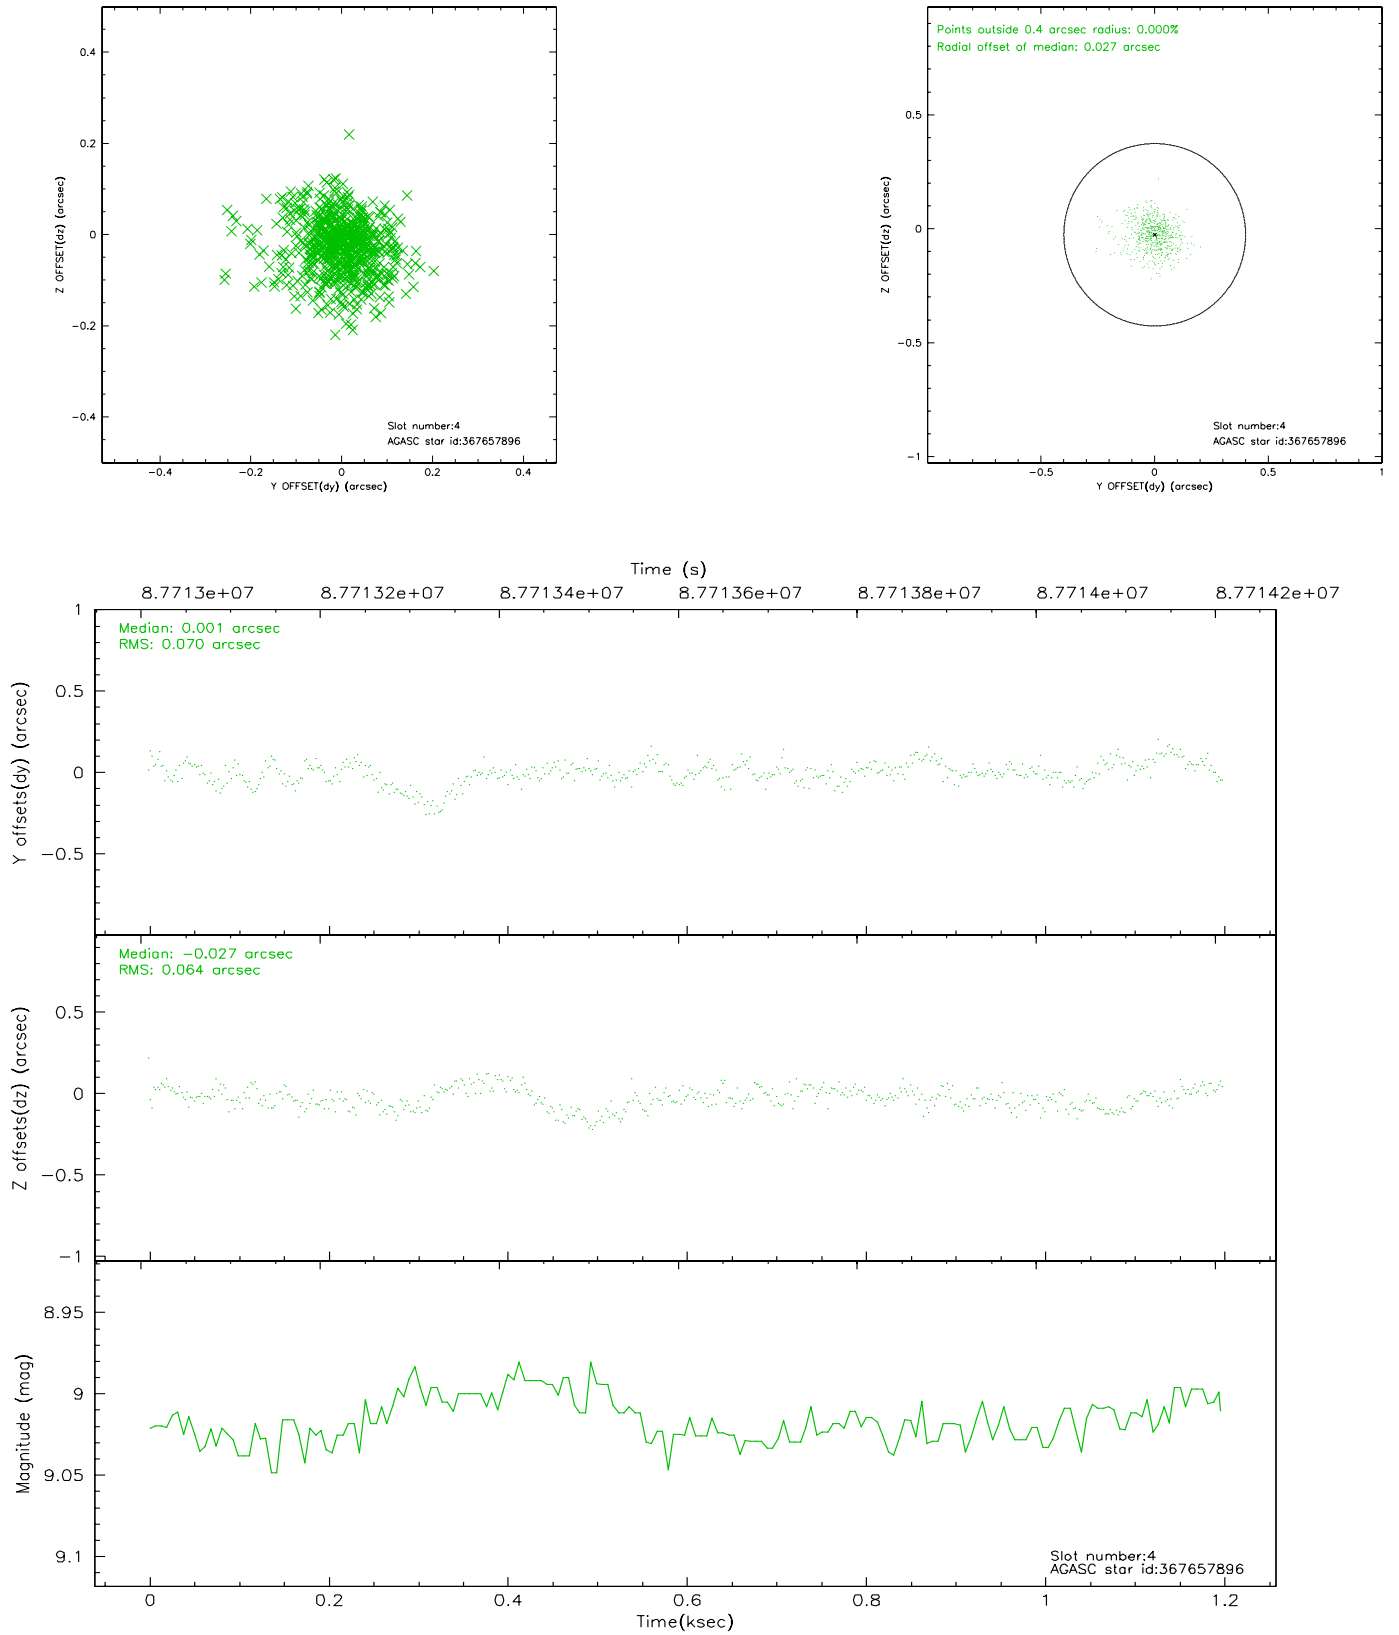 0.4
0.2
0
−0.2
−0.4
Z OFFSET(dz) (arcsec)
Slot number:4
AGASC star id:367657896
−0.4 −0.2 0 0.2 0.4
Y OFFSET(dy) (arcsec)
Points outside 0.4 arcsec radius: 0.000%
Radial offset of median: 0.027 arcsec
0.5
0
−0.5
−1
Z OFFSET(dz) (arcsec)
Slot number:4
AGASC star id:367657896
−0.5 0 0.5 1
Y OFFSET(dy) (arcsec)
Time (s)
8.7713e+07 8.77132e+07 8.77134e+07 8.77136e+07 8.77138e+07 8.7714e+07 8.77142e+07
Median: 0.001 arcsec
RMS: 0.070 arcsec
1
0.5
0
−0.5
Y offsets(dy) (arcsec)
Median: −0.027 arcsec
RMS: 0.064 arcsec
0.5
0
−0.5
−1
Z offsets(dz) (arcsec)
8.95
9
9.05
9.1
Magnitude (mag)
Slot number:4
AGASC star id:367657896
0 0.2 0.4 0.6 0.8 1 1.2
Time(ksec)